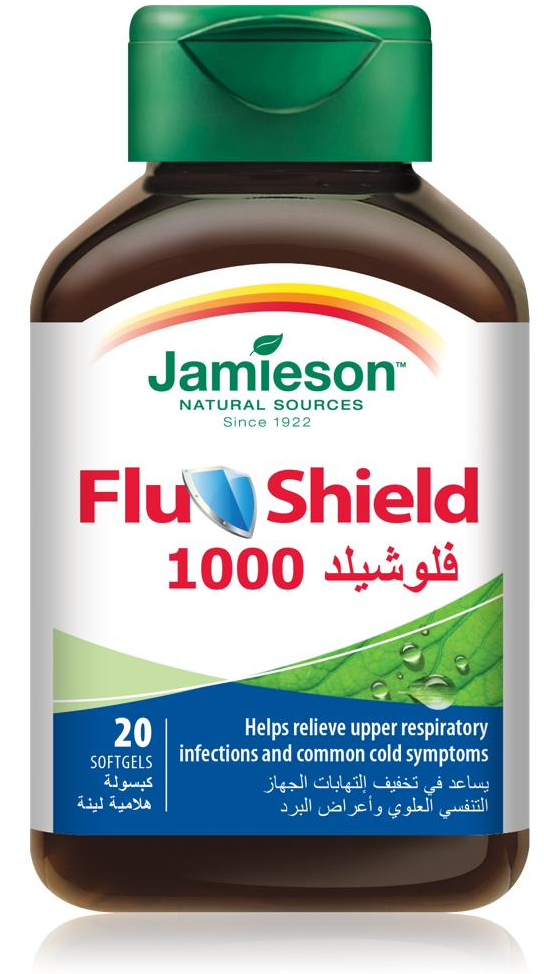 Jamieson™
NATURAL SOURCES
Since 1922
Flu Shield
فلوشيلد 1000
20
SOFTGELS
كبسولة
هلامية لينة
Helps relieve upper respiratory
infections and common cold symptoms
يساعد في تخفيف إلتهابات الجهاز
التنفسي العلوي وأعراض البرد